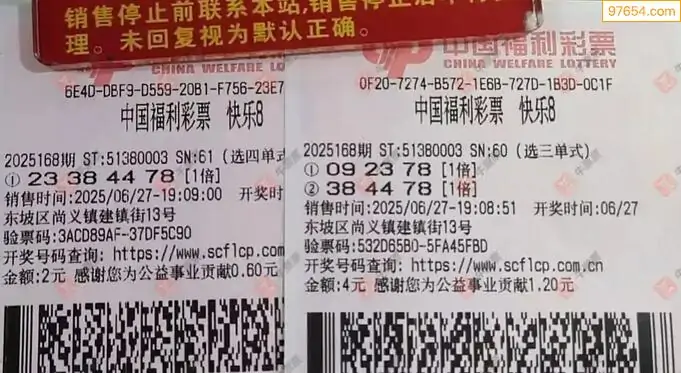 97654.com
销售停止前联系本站,销售停止后
理。未回复视为默认正确。
中国福利彩票
CHINA WELFARE LOTTERY
6E4D-DBF9-D559-20B1-F756-23E7
中国福利彩票 快乐8
2025168期 ST:51380003 SN:61 (选四单式)
① 23 38 44 78 [1倍]
销售时间:2025/06/27-19:09:00 开奖时
东坡区尚义镇建镇街13号
验票码:3ACD89AF-37DF5C90
开奖号码查询: https://www.scflcp.com
金额:2元 感谢您为公益事业贡献0.60元
中国福利彩票
CHINA WELFARE LOTTERY
0F20-7274-B572-1E6B-727D-1B3D-0C1F
中国福利彩票 快乐8
2025168期 ST:51380003 SN:60 (选三单式)
① 09 23 78 [1倍]
② 38 44 78 [1倍]
销售时间:2025/06/27-19:08:51 开奖时间:06/27
东坡区尚义镇建镇街13号
验票码:532D65B0-5FA45FBD
开奖号码查询: https://www.scflcp.com.cn
金额:4元 感谢您为公益事业贡献1.20元